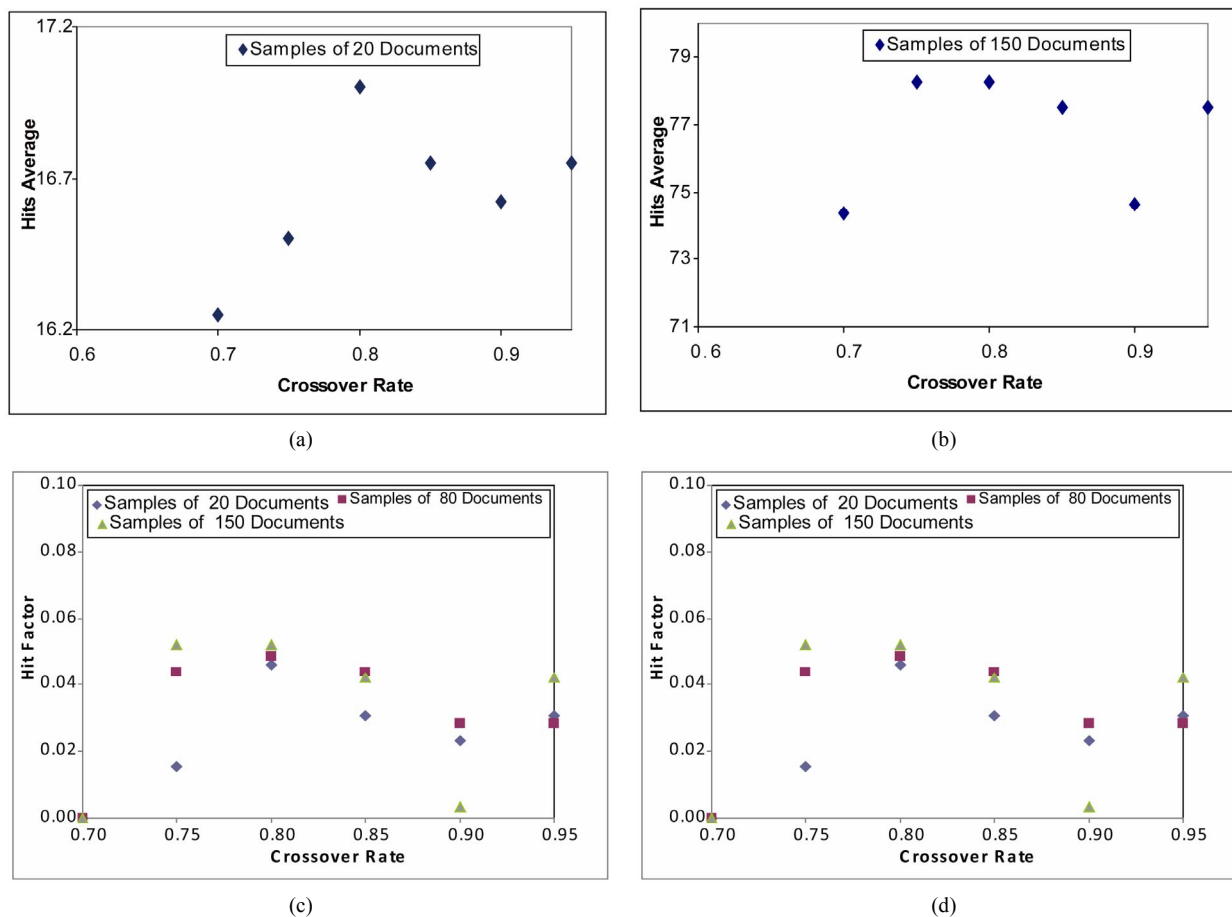 17.2
Samples of 20 Documents
Hits Average
16.7
16.2
0.6 0.7 0.8 0.9
Crossover Rate
(a)
79
Samples of 150 Documents
Hits Average
77
75
73
71
0.6 0.7 0.8 0.9
Crossover Rate
(b)
0.10
Samples of 20 Documents Samples of 80 Documents
Samples of 150 Documents
0.08
Hit Factor
0.06
0.04
0.02
0.00
0.70 0.75 0.80 0.85 0.90 0.95
Crossover Rate
(c)
0.10
Samples of 20 Documents Samples of 80 Documents
Samples of 150 Documents
0.08
Hit Factor
0.06
0.04
0.02
0.00
0.70 0.75 0.80 0.85 0.90 0.95
Crossover Rate
(d)